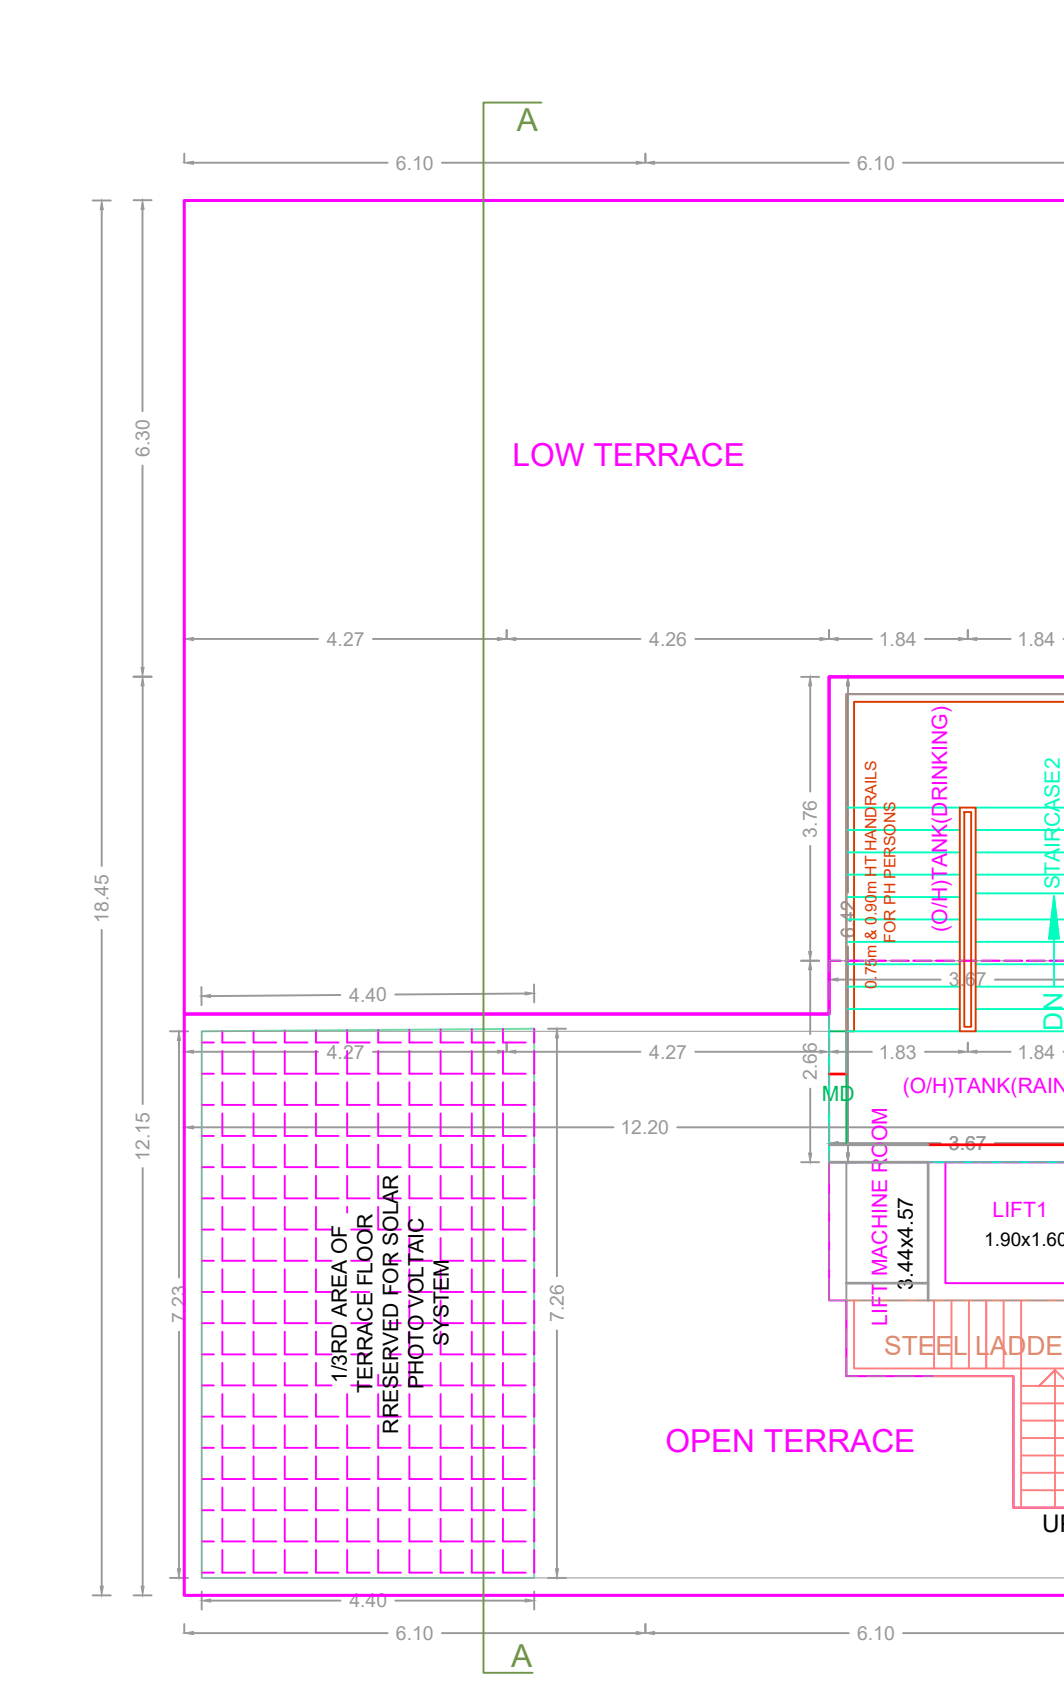 A
6.10
6.10
6.30
LOW TERRACE
4.27
4.26
1.84
1.84
3.76
18.45
6.42
0.75m & 0.90m HT HANDRAILS
FOR PH PERSONS
(O/H)TANK(DRINKING)
STAIRCASE2
DN
3.67
4.40
4.27
4.27
2.66
1.83
1.84
MD
(O/H)TANK(RAIN
12.20
12.15
3.67
LIFT MACHINE ROOM
3.44x4.57
LIFT1
1.90x1.60
7.23
1/3RD AREA OF
TERRACE FLOOR
RRESERVED FOR SOLAR
PHOTO VOLTAIC
SYSTEM
7.26
STEEL LADDE
OPEN TERRACE
4.40
6.10
6.10
A